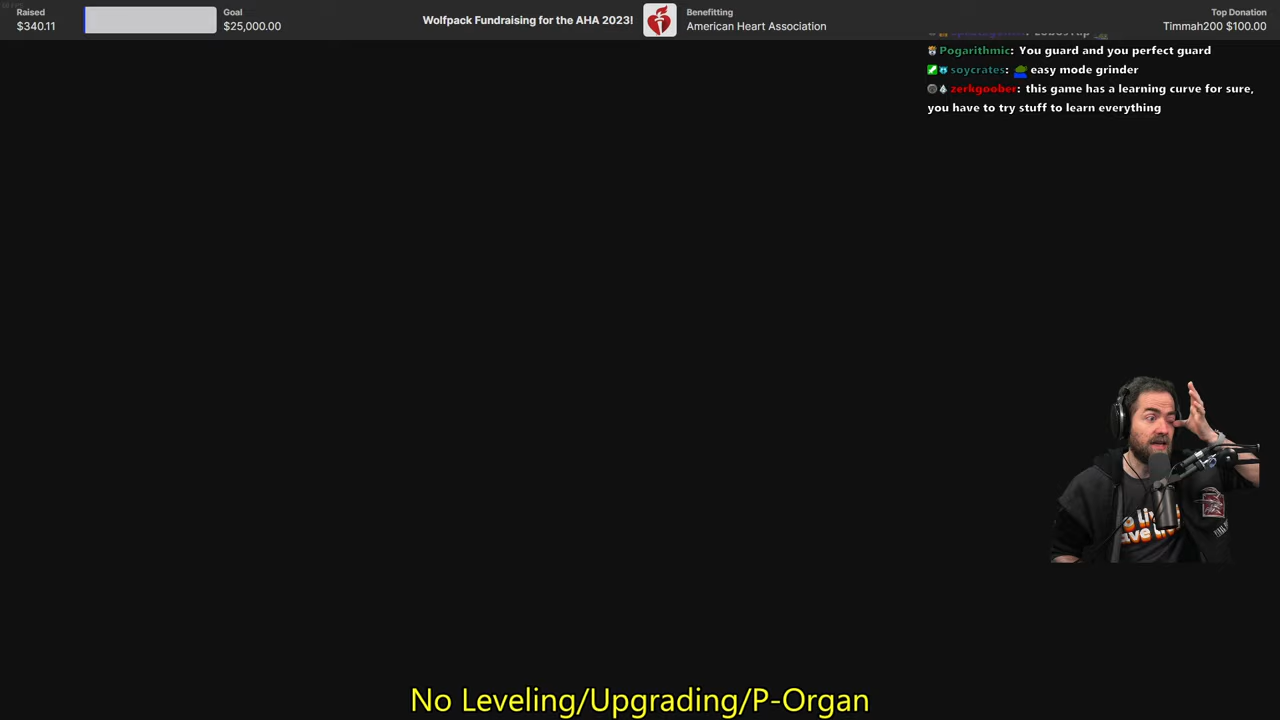 Raised
$340.11
Goal
$25,000.00
Wolfpack Fundraising for the AHA 2023!
Benefitting
American Heart Association
Top Donation
Timmah200 $100.00
Pogarithmic: You guard and you perfect guard
soycrates: easy mode grinder
zerkgoober: this game has a learning curve for sure,
you have to try stuff to learn everything
No Leveling/Upgrading/P-Organ